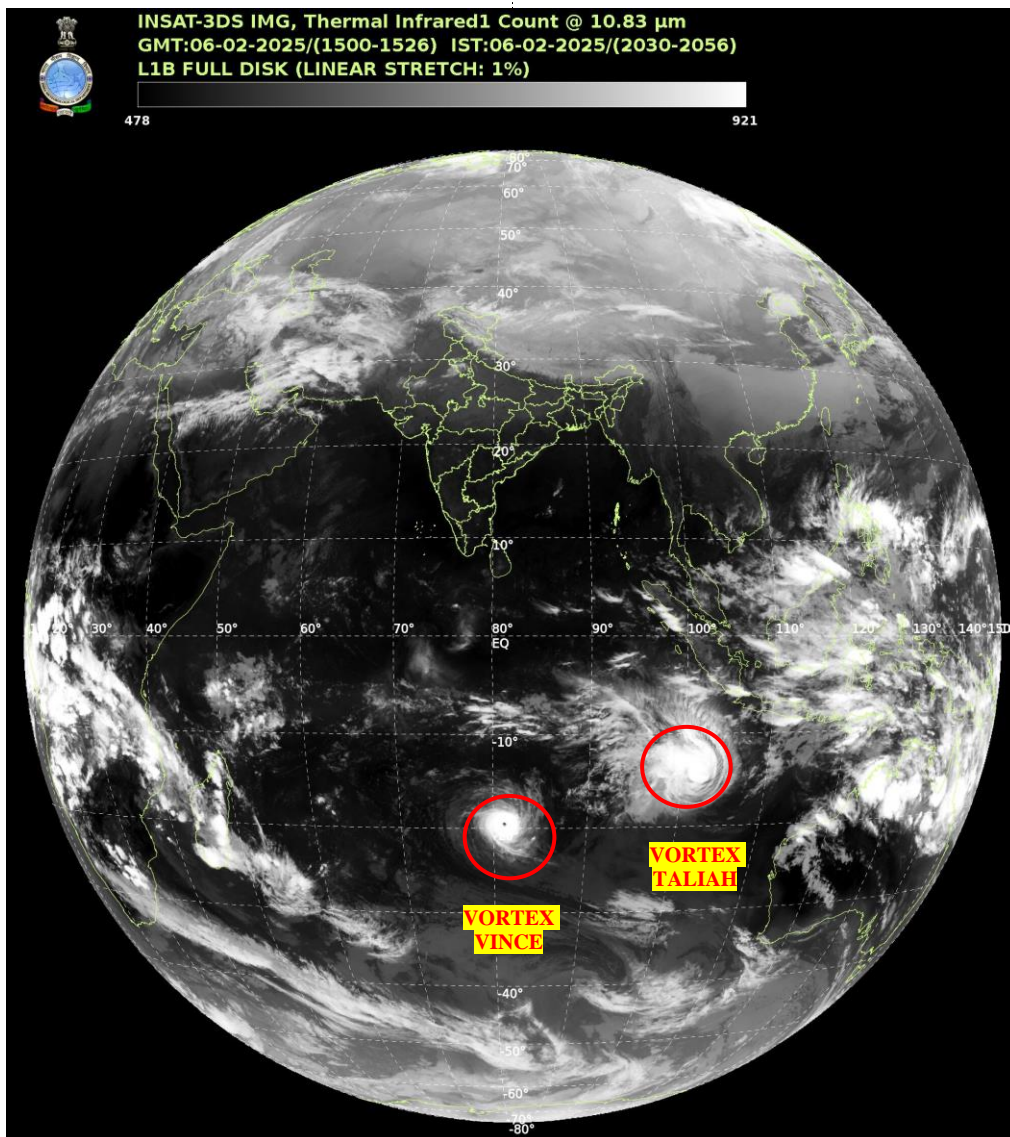 INSAT-3DS IMG, Thermal Infrared1 Count @ 10.83 μm
GMT:06-02-2025/(1500-1526) IST:06-02-2025/(2030-2056)
L1B FULL DISK (LINEAR STRETCH: 1%)
478 921
80°
70°
60°
50°
40°
30°
20°
10°
30° 40° 50° 60° 70° 80° 90° 100° 110° 120° 130° 140°
EQ
-10°
VORTEX
TALIAH
VORTEX
VINCE
-40°
-50°
-60°
-70°
-80°